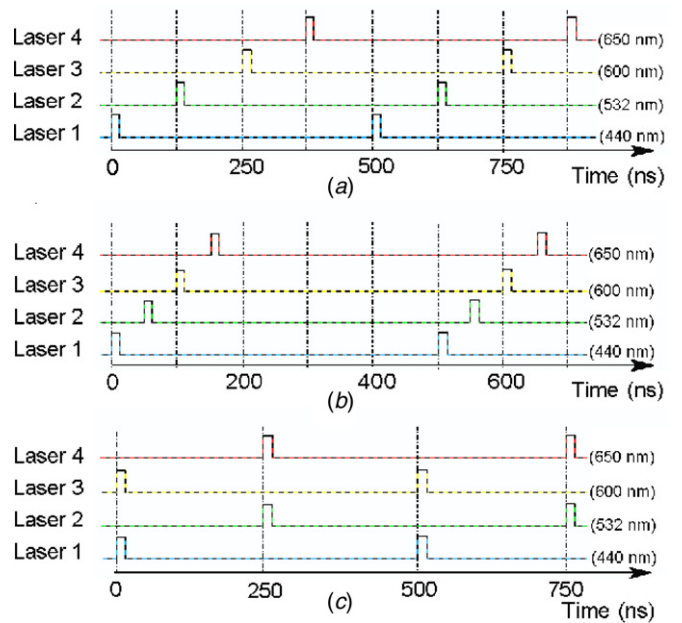 Laser 4 (650 nm)
Laser 3 (600 nm)
Laser 2 (532 nm)
Laser 1 (440 nm)
0 250 500 750
(a) Time (ns)
Laser 4 (650 nm)
Laser 3 (600 nm)
Laser 2 (532 nm)
Laser 1 (440 nm)
0 200 400 600
(b) Time (ns)
Laser 4 (650 nm)
Laser 3 (600 nm)
Laser 2 (532 nm)
Laser 1 (440 nm)
0 250 500 750
(c) Time (ns)